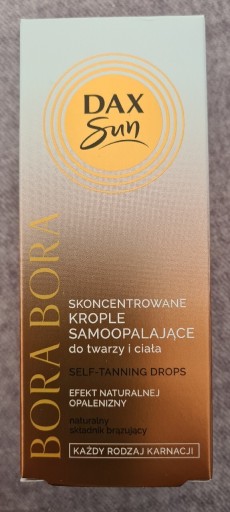 DAX
Sun
BORA BORA
SKONCENTROWANE
KROPLE
SAMOOPALAJĄCE
do twarzy i ciała
SELF-TANNING DROPS
EFEKT NATURALNEJ
OPALENIZNY
naturalny
składnik brązujący
KAŻDY RODZAJ KARNACJI